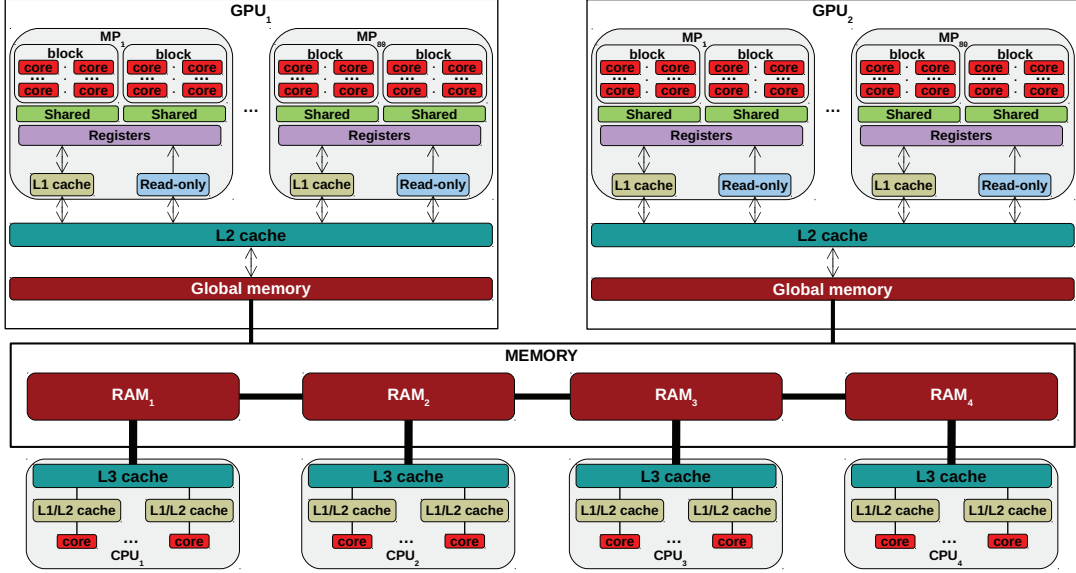 GPU1 GPU2
MP1 MP80 MP1 MP80
block block block block block block block block
core · core core · core core · core core · core core · core core · core core · core core · core
... ... ... ... ... ... ... ... ... ... ... ... ... ... ... ...
core · core core · core core · core core · core core · core core · core core · core core · core
Shared Shared ... Shared Shared Shared Shared ... Shared Shared
Registers Registers Registers Registers
L1 cache Read-only L1 cache Read-only L1 cache Read-only L1 cache Read-only
L2 cache L2 cache
Global memory Global memory
MEMORY
RAM1 RAM2 RAM3 RAM4
L3 cache L3 cache L3 cache L3 cache
L1/L2 cache L1/L2 cache L1/L2 cache L1/L2 cache L1/L2 cache L1/L2 cache L1/L2 cache L1/L2 cache
core ... core core ... core core ... core core ... core
CPU1 CPU2 CPU3 CPU4